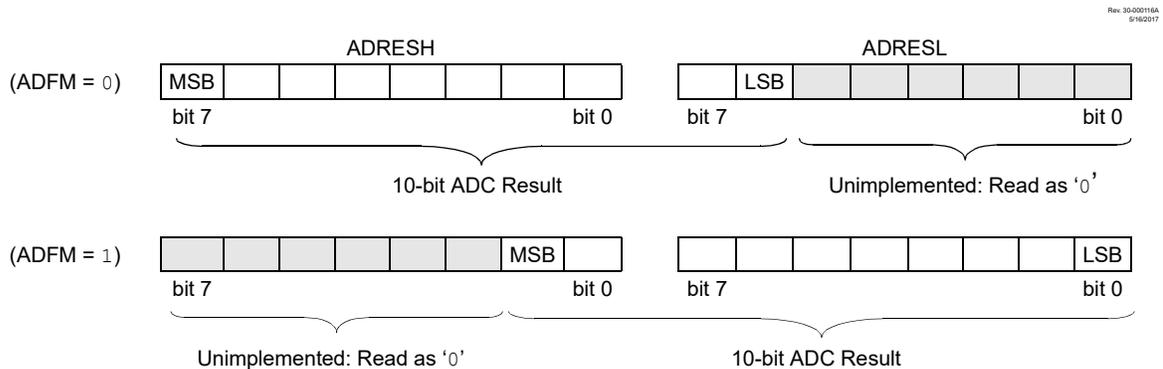 Rev. 30-000116A
5/16/2017
ADRESH ADRESL
(ADFM = 0) MSB LSB
bit 7 bit 0 bit 7 bit 0
10-bit ADC Result Unimplemented: Read as ‘0’
(ADFM = 1) MSB LSB
bit 7 bit 0 bit 7 bit 0
Unimplemented: Read as ‘0’ 10-bit ADC Result